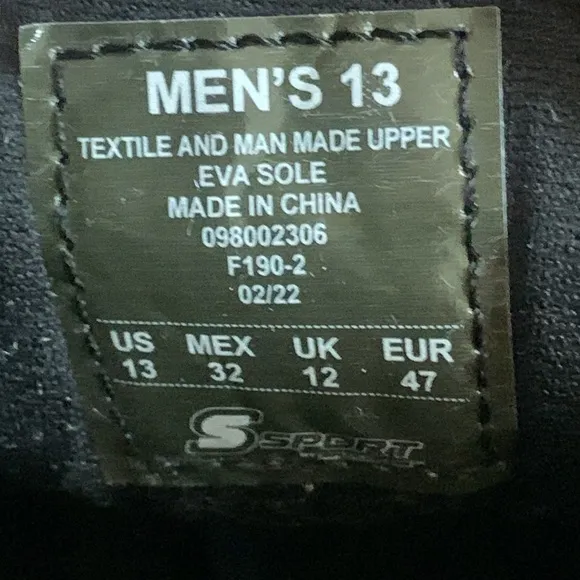 MEN'S 13
TEXTILE AND MAN MADE UPPER
EVA SOLE
MADE IN CHINA
098002306
F190-2
02/22
US MEX UK EUR
13 32 12 47
S SPORT